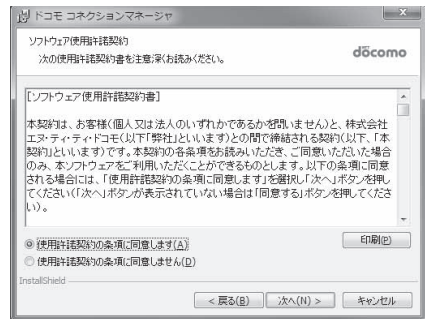 ドコモ コネクションマネージャ
ソフトウェア使用許諾契約
次の使用許諾契約書を注意深くお読みください。
döcomo
[ソフトウェア使用許諾契約書]
本契約は、お客様(個人又は法人のいずれかであるかを問いません)と、株式会社
エヌ・ティ・ティ・ドコモ(以下「弊社」といいます)との間で締結される契約(以下、「本
契約」といいます)です。本契約の各条項をお読みいただき、ご同意いただいた場合
のみ、本ソフトウェアをご利用いただくことができるものとします。以下の条項に同意
される場合には、「使用許諾契約の条項に同意します」を選択し「次へ」ボタンを押し
てください(「次へ」ボタンが表示されていない場合は「同意する」ボタンを押してくださ
い)。
使用許諾契約の条項に同意します(A)
印刷(P)
使用許諾契約の条項に同意しません(D)
InstallShield
< 戻る(B)
次へ(N) >
キャンセル